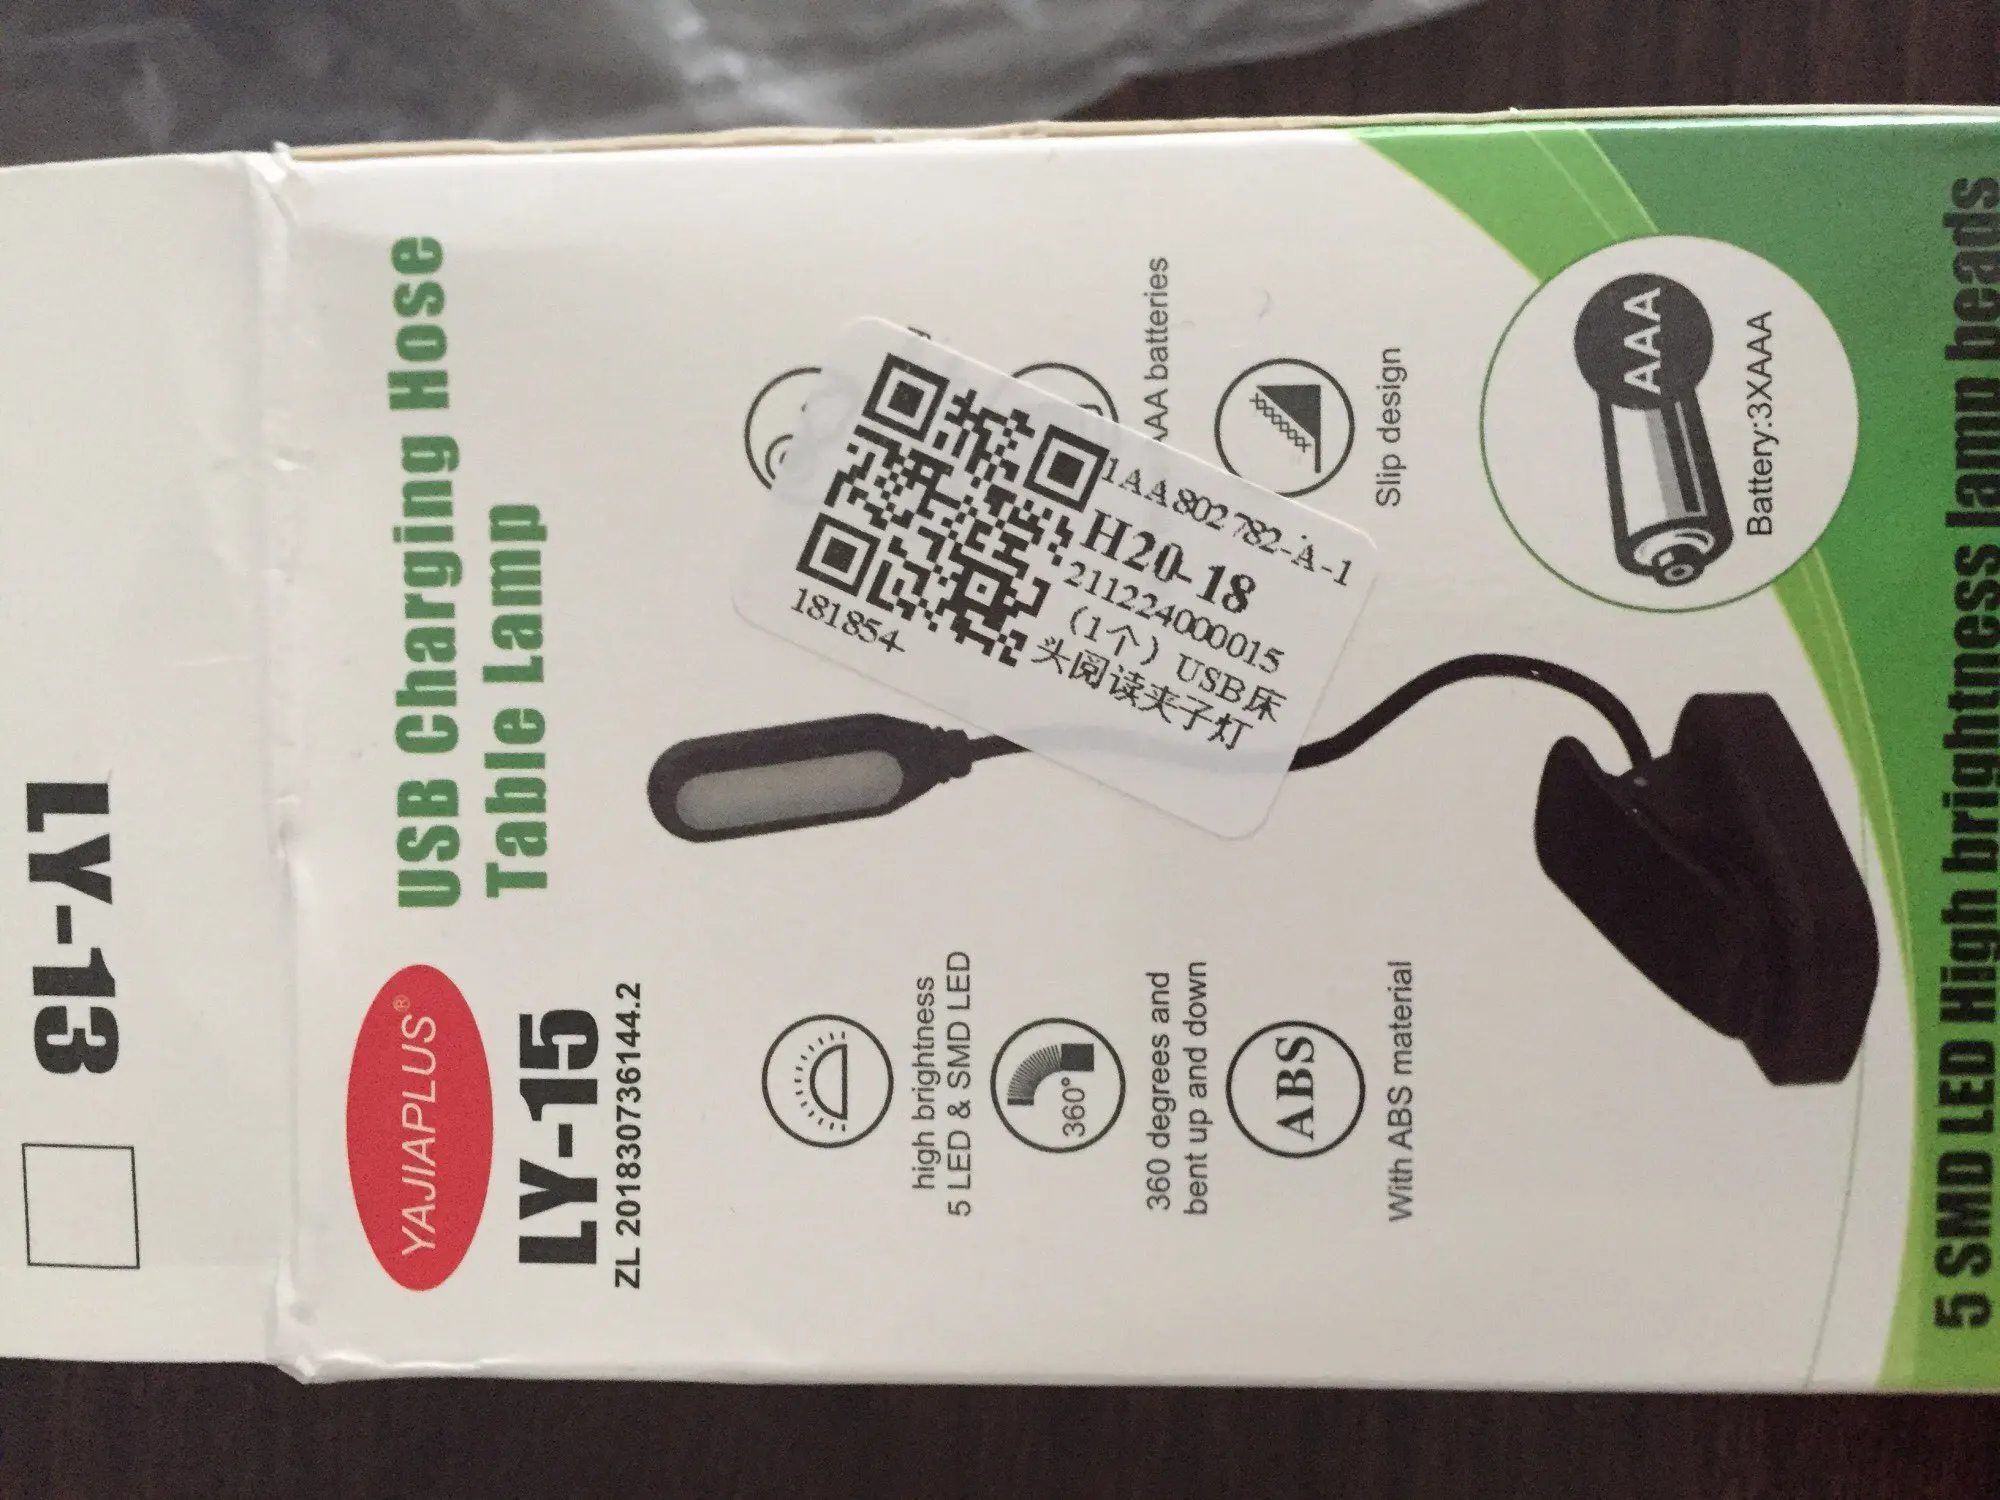 LY-13
YAJIAPLUS®
USB Charging Hose
Table Lamp
LY-15
ZL 201830736144.2
high brightness
5 LED & SMD LED
360°
360 degrees and
bent up and down
ABS
With ABS material
AAA batteries
Slip design
181854
1AA802782-A-1
H20-18
211224000015
（1个）USB床
头阅读夹子灯
AAA
Battery:3XAAA
5 SMD LED High brightness lamp beads